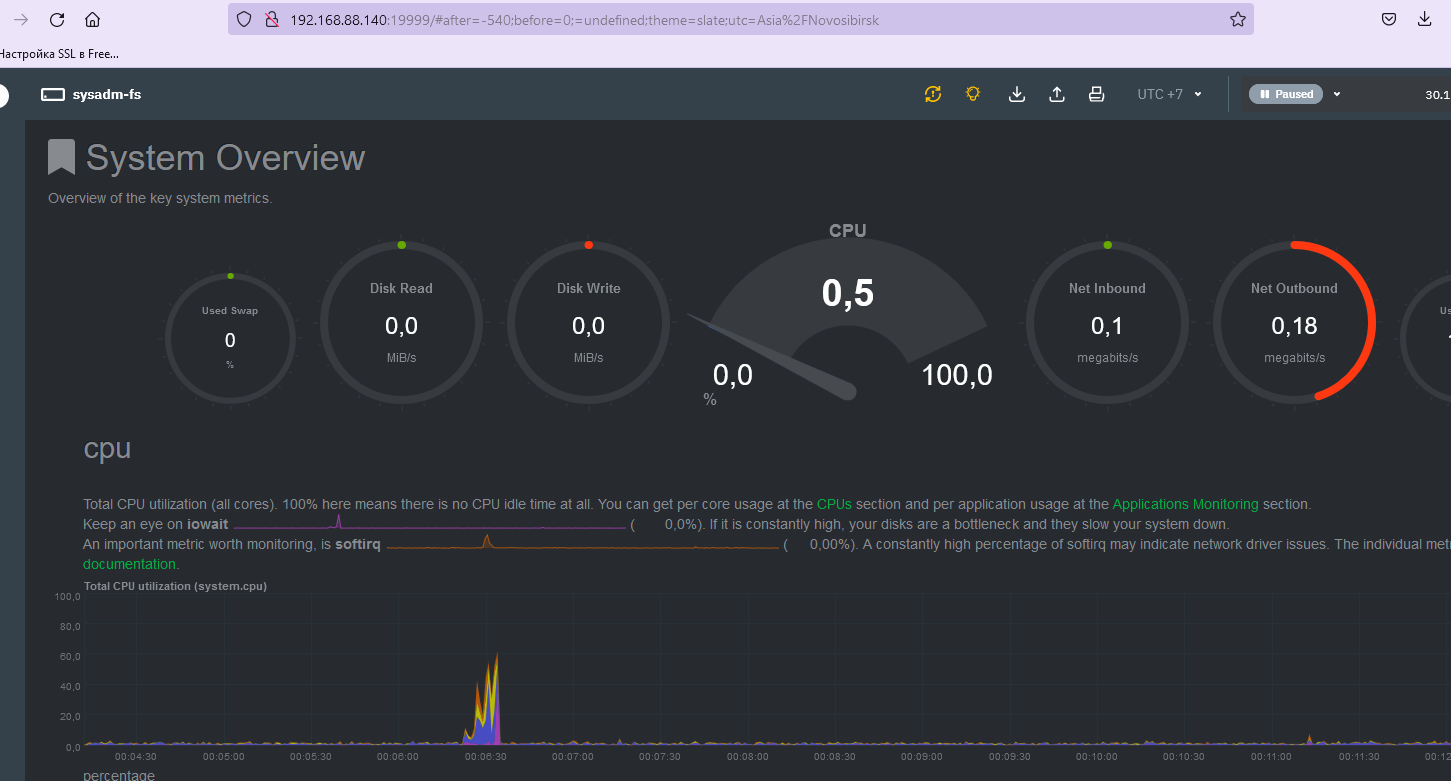 192.168.88.140:19999/#after=-540;before=0;=undefined;theme=slate;utc=Asia%2FNovosibirsk
Настройка SSL в Free...
sysadm-fs
UTC +7
Paused
30.1
System Overview
Overview of the key system metrics.
CPU
Used Swap
0
%
Disk Read
0,0
MiB/s
Disk Write
0,0
MiB/s
0,5
0,0
100,0
%
Net Inbound
0,1
megabits/s
Net Outbound
0,18
megabits/s
cpu
Total CPU utilization (all cores). 100% here means there is no CPU idle time at all. You can get per core usage at the CPUs section and per application usage at the Applications Monitoring section.
Keep an eye on iowait ( 0,0%). If it is constantly high, your disks are a bottleneck and they slow your system down.
An important metric worth monitoring, is softirq ( 0,00%). A constantly high percentage of softirq may indicate network driver issues. The individual
documentation.
Total CPU utilization (system.cpu)
100,0
80,0
60,0
40,0
20,0
0,0
00:04:30 00:05:00 00:05:30 00:06:00 00:06:30 00:07:00 00:07:30 00:08:00 00:08:30 00:09:00 00:09:30 00:10:00 00:10:30 00:11:00 00:11:30 00:12
percentage